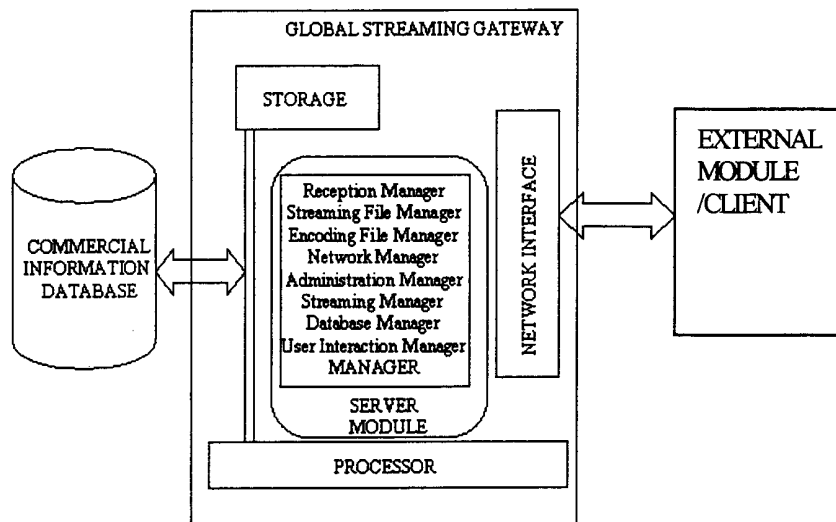 GLOBAL STREAMING GATEWAY
STORAGE
COMMERCIAL
INFORMATION
DATABASE
Reception Manager
Streaming File Manager
Encoding File Manager
Network Manager
Administration Manager
Streaming Manager
Database Manager
User Interaction Manager
MANAGER
SERVER
MODULE
PROCESSOR
NETWORK INTERFACE
EXTERNAL
MODULE
/CLIENT